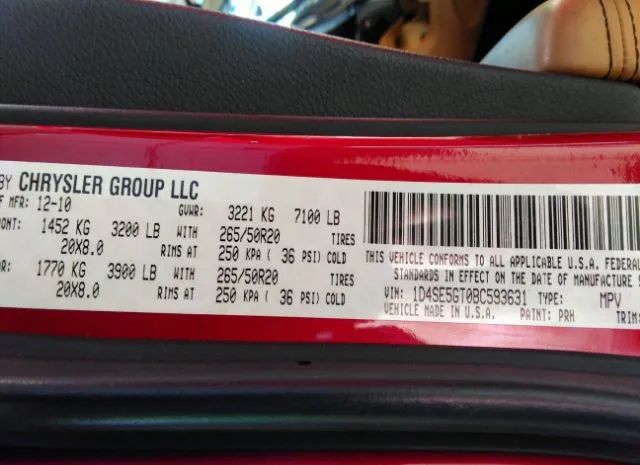 BY CHRYSLER GROUP LLC
F MFR: 12-10 GVWR: 3221 KG 7100 LB
ONT: 1452 KG 3200 LB WITH 265/50R20 TIRES
20X8.0 RIMS AT 250 KPA ( 36 PSI) COLD
R: 1770 KG 3900 LB WITH 265/50R20 TIRES
20X8.0 RIMS AT 250 KPA ( 36 PSI) COLD
THIS VEHICLE CONFORMS TO ALL APPLICABLE U.S.A. FEDERAL
STANDARDS IN EFFECT ON THE DATE OF MANUFACTURE S
VIN: 1D4SE5GT0BC593631 TYPE: MPV
VEHICLE MADE IN U.S.A. PAINT: PRH TRIM: